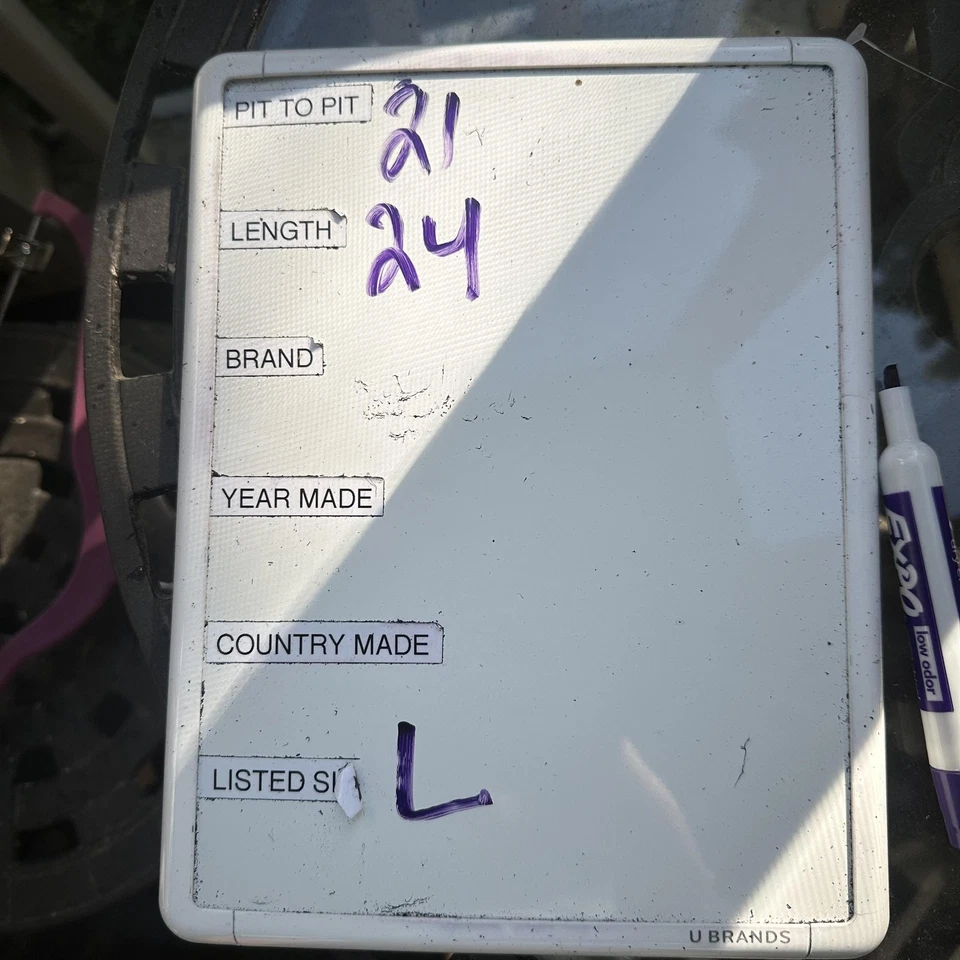 PIT TO PIT 21
LENGTH 24
BRAND
YEAR MADE
COUNTRY MADE
LISTED SI L
U BRANDS
EXPO
low odor